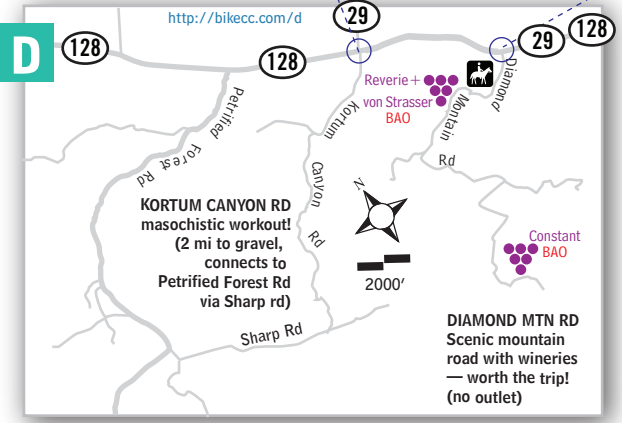 D
http://bikecc.com/d
29
128
128
29
128
Reverie+
von Strasser
BAO
Diamond
Montain
Rd
Kortum
Canyon
Rd
Petrified
Forest Rd
KORTUM CANYON RD
masochistic workout!
(2 mi to gravel,
connects to
Petrified Forest Rd
via Sharp rd)
N
2000'
Constant
BAO
Sharp Rd
DIAMOND MTN RD
Scenic mountain
road with wineries
— worth the trip!
(no outlet)